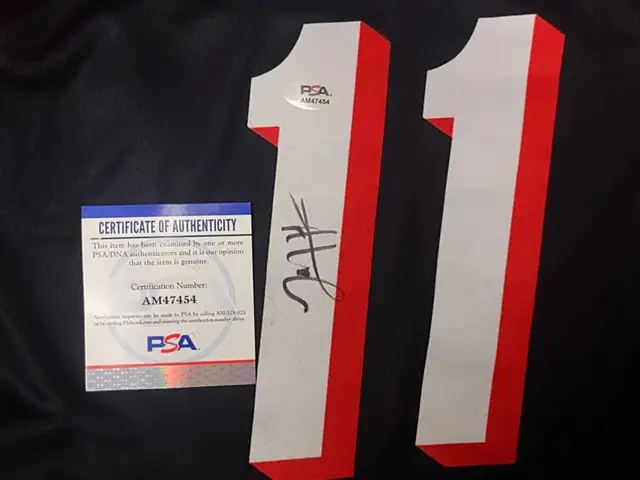 11
PSA
AM47454
CERTIFICATE OF AUTHENTICITY
This item has been examined by one or more
PSA/DNA authenticators and it is our opinion
that the item is genuine.
Certification Number:
AM47454
PSA